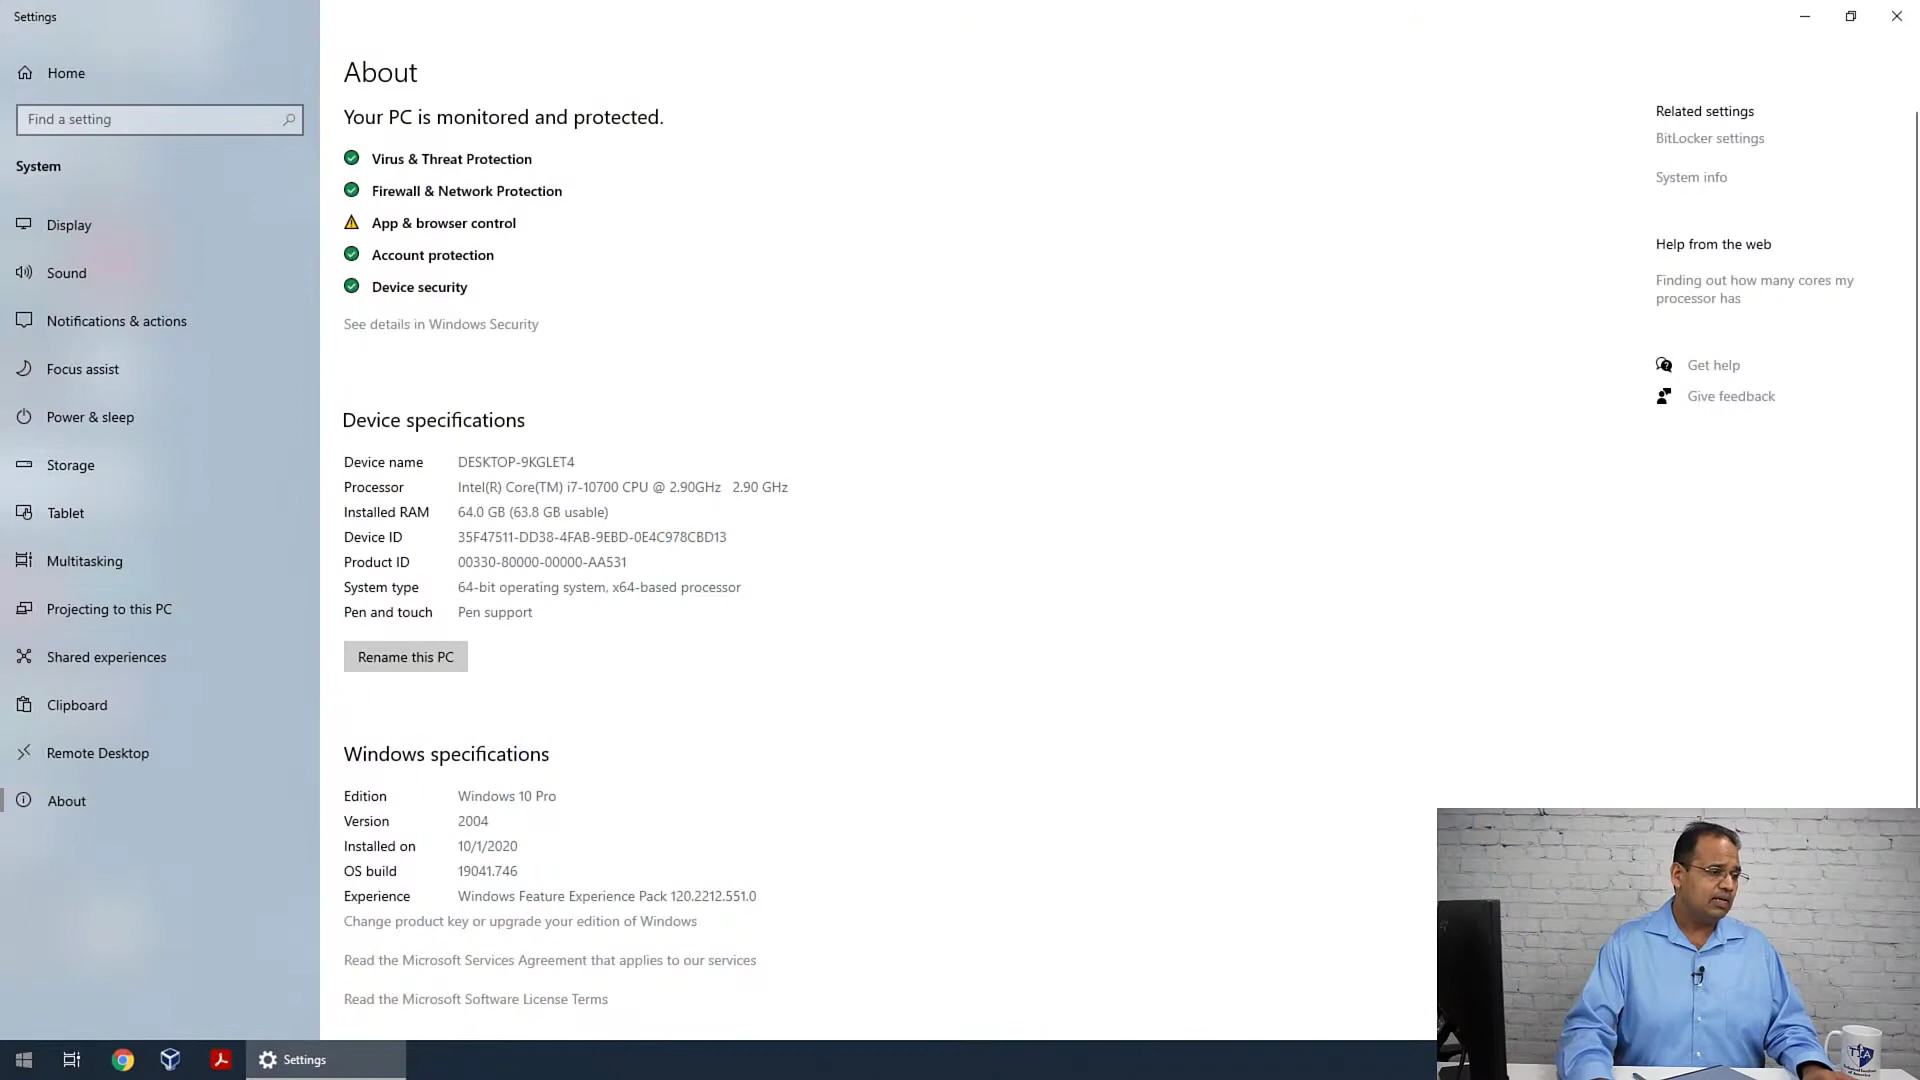 Settings
Home
Find a setting
System
Display
Sound
Notifications & actions
Focus assist
Power & sleep
Storage
Tablet
Multitasking
Projecting to this PC
Shared experiences
Clipboard
Remote Desktop
About
About
Your PC is monitored and protected.
Virus & Threat Protection
Firewall & Network Protection
App & browser control
Account protection
Device security
See details in Windows Security
Device specifications
Device name DESKTOP-9KGLET4
Processor Intel(R) Core(TM) i7-10700 CPU @ 2.90GHz 2.90 GHz
Installed RAM 64.0 GB (63.8 GB usable)
Device ID 35F47511-DD38-4FAB-9EBD-0E4C978CBD13
Product ID 00330-80000-00000-AA531
System type 64-bit operating system, x64-based processor
Pen and touch Pen support
Rename this PC
Windows specifications
Edition Windows 10 Pro
Version 2004
Installed on 10/1/2020
OS build 19041.746
Experience Windows Feature Experience Pack 120.2212.551.0
Change product key or upgrade your edition of Windows
Read the Microsoft Services Agreement that applies to our services
Read the Microsoft Software License Terms
Related settings
BitLocker settings
System info
Help from the web
Finding out how many cores my
processor has
Get help
Give feedback
Settings